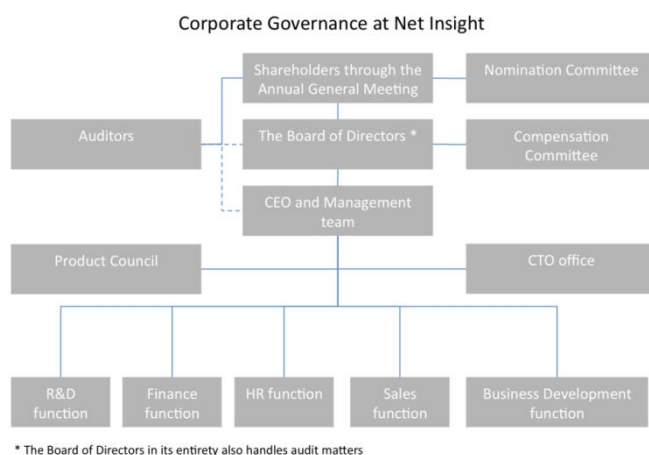 Corporate Governance at Net Insight
Shareholders through the
Annual General Meeting
Nomination Committee
Auditors
The Board of Directors *
Compensation
Committee
CEO and Management
team
Product Council
CTO office
R&D
function
Finance
function
HR function
Sales
function
Business Development
function
* The Board of Directors in its entirety also handles audit matters